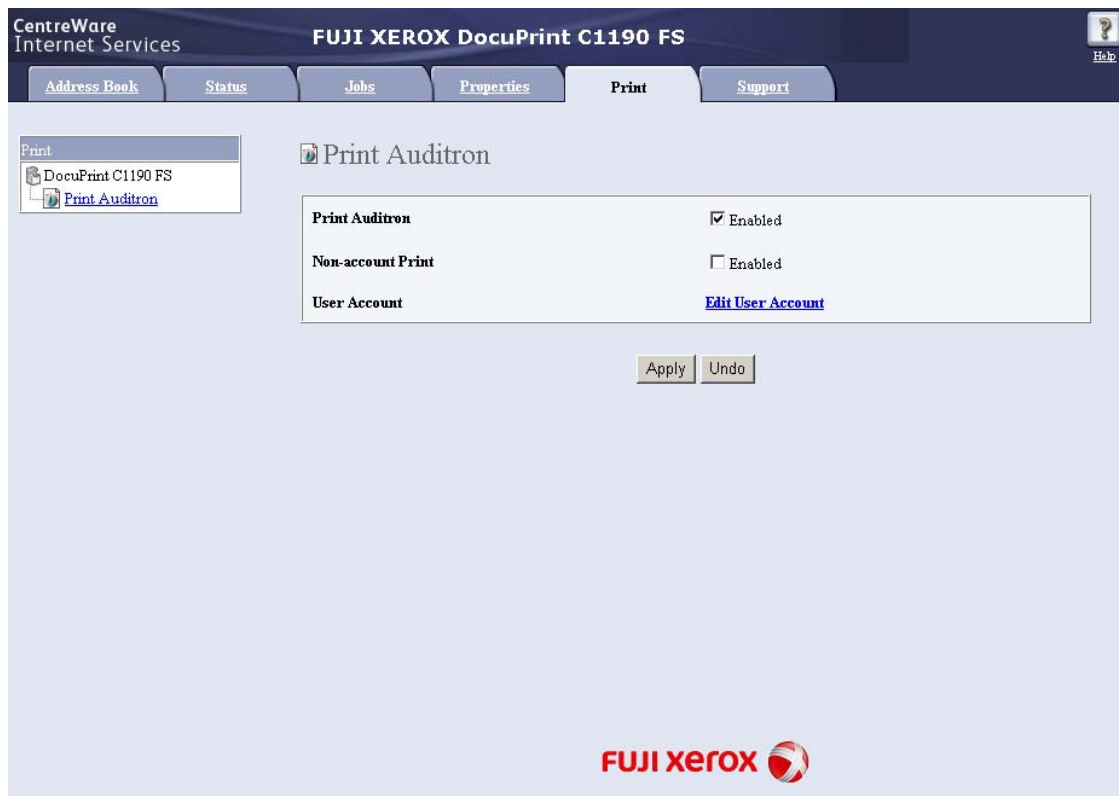 CentreWare
Internet Services
FUJI XEROX DocuPrint C1190 FS
?
Help
Address Book
Status
Jobs
Properties
Print
Support
Print
DocuPrint C1190 FS
Print Auditron
Print Auditron
Print Auditron
Enabled
Non-account Print
Enabled
User Account
Edit User Account
Apply
Undo
FUJI xerox